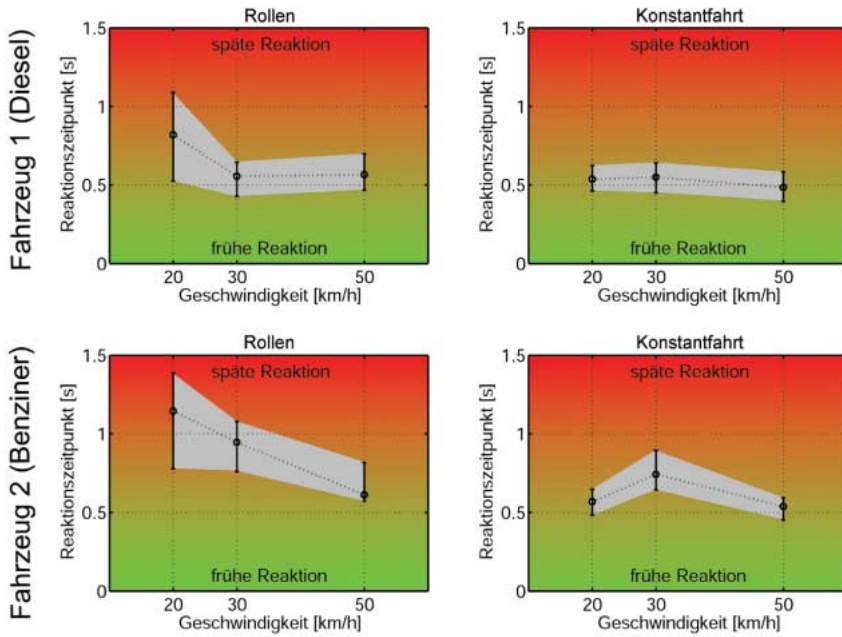 Fahrzeug 1 (Diesel)
Rollen
Reaktionszeitpunkt [s]
1.5
1
0.5
0
späte Reaktion
frühe Reaktion
20 30 50
Geschwindigkeit [km/h]
Konstantfahrt
Reaktionszeitpunkt [s]
1.5
1
0.5
0
späte Reaktion
frühe Reaktion
20 30 50
Geschwindigkeit [km/h]
Fahrzeug 2 (Benziner)
Rollen
Reaktionszeitpunkt [s]
1.5
1
0.5
0
späte Reaktion
frühe Reaktion
20 30 50
Geschwindigkeit [km/h]
Konstantfahrt
Reaktionszeitpunkt [s]
1.5
1
0.5
0
späte Reaktion
frühe Reaktion
20 30 50
Geschwindigkeit [km/h]